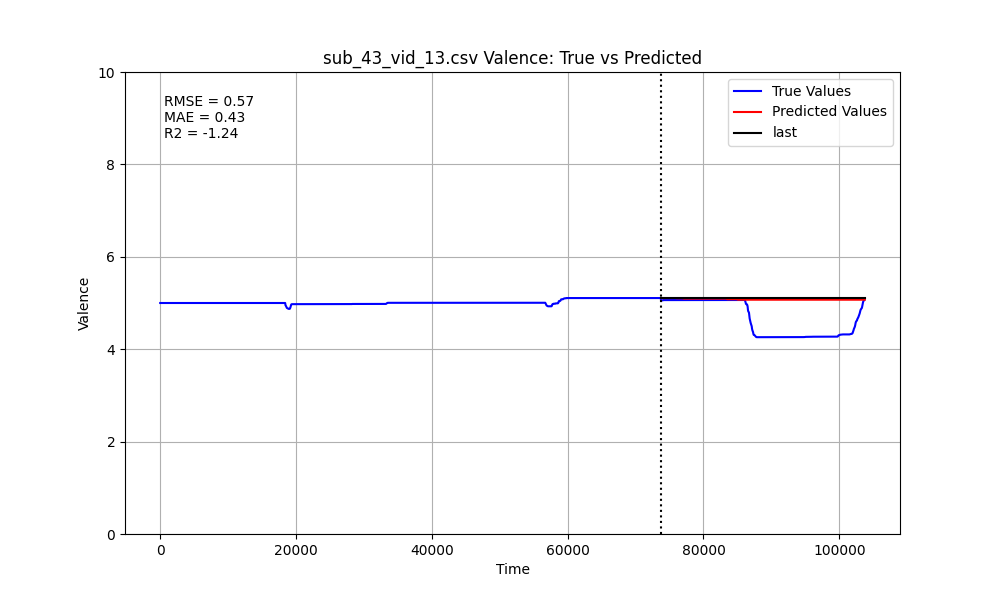 sub_43_vid_13.csv Valence: True vs Predicted
RMSE = 0.57
MAE = 0.43
R2 = -1.24
True Values
Predicted Values
last
Valence
10
8
6
4
2
0
0
20000
40000
60000
80000
100000
Time